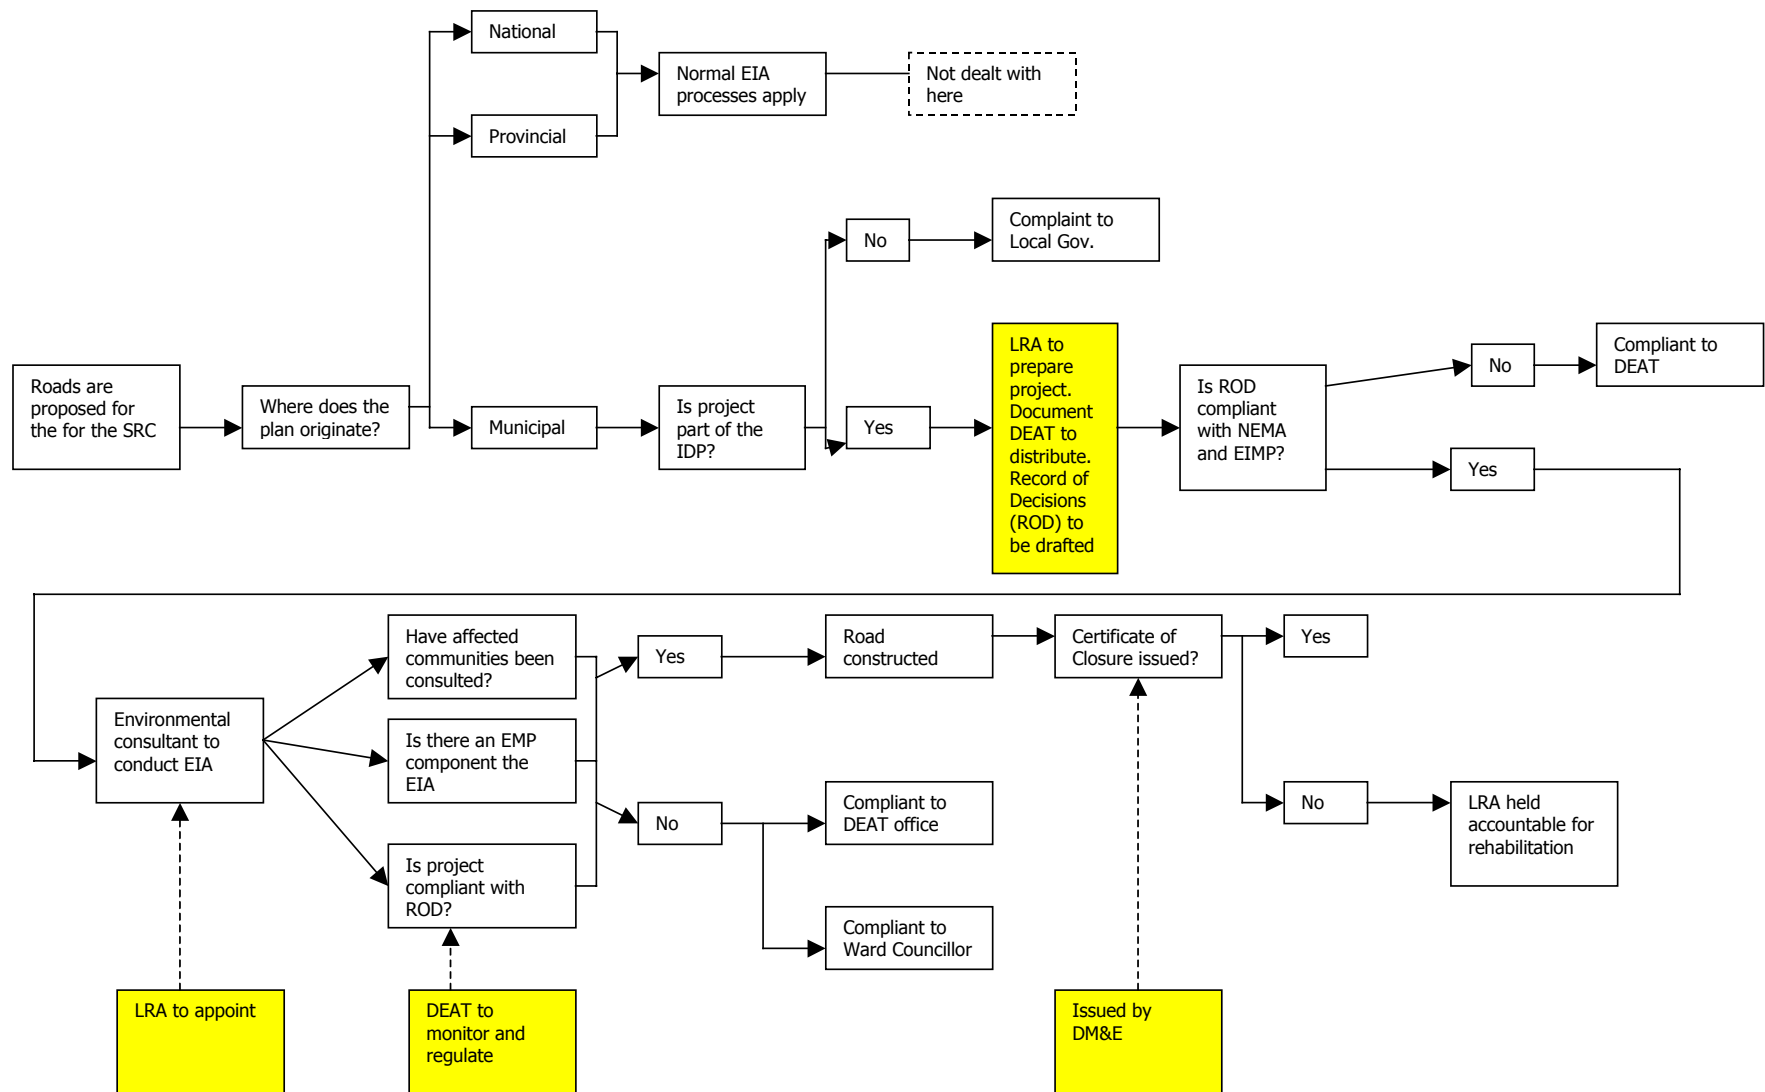 National
Normal EIA
processes apply
Not dealt with
here
Provincial
No
Complaint to
Local Gov.
Roads are
proposed for
the for the SRC
Where does the
plan originate?
Municipal
Is project
part of the
IDP?
Yes
LRA to
prepare
project.
Document
DEAT to
distribute.
Record of
Decisions
(ROD) to
be drafted
Is ROD
compliant
with NEMA
and EIMP?
No
Compliant to
DEAT
Yes
Environmental
consultant to
conduct EIA
Have affected
communities been
consulted?
Is there an EMP
component the
EIA
Is project
compliant with
ROD?
Yes
Road
constructed
Certificate of
Closure issued?
Yes
No
Compliant to
DEAT office
Compliant to
Ward Councillor
No
LRA held
accountable for
rehabilitation
LRA to appoint
DEAT to
monitor and
regulate
Issued by
DM&E